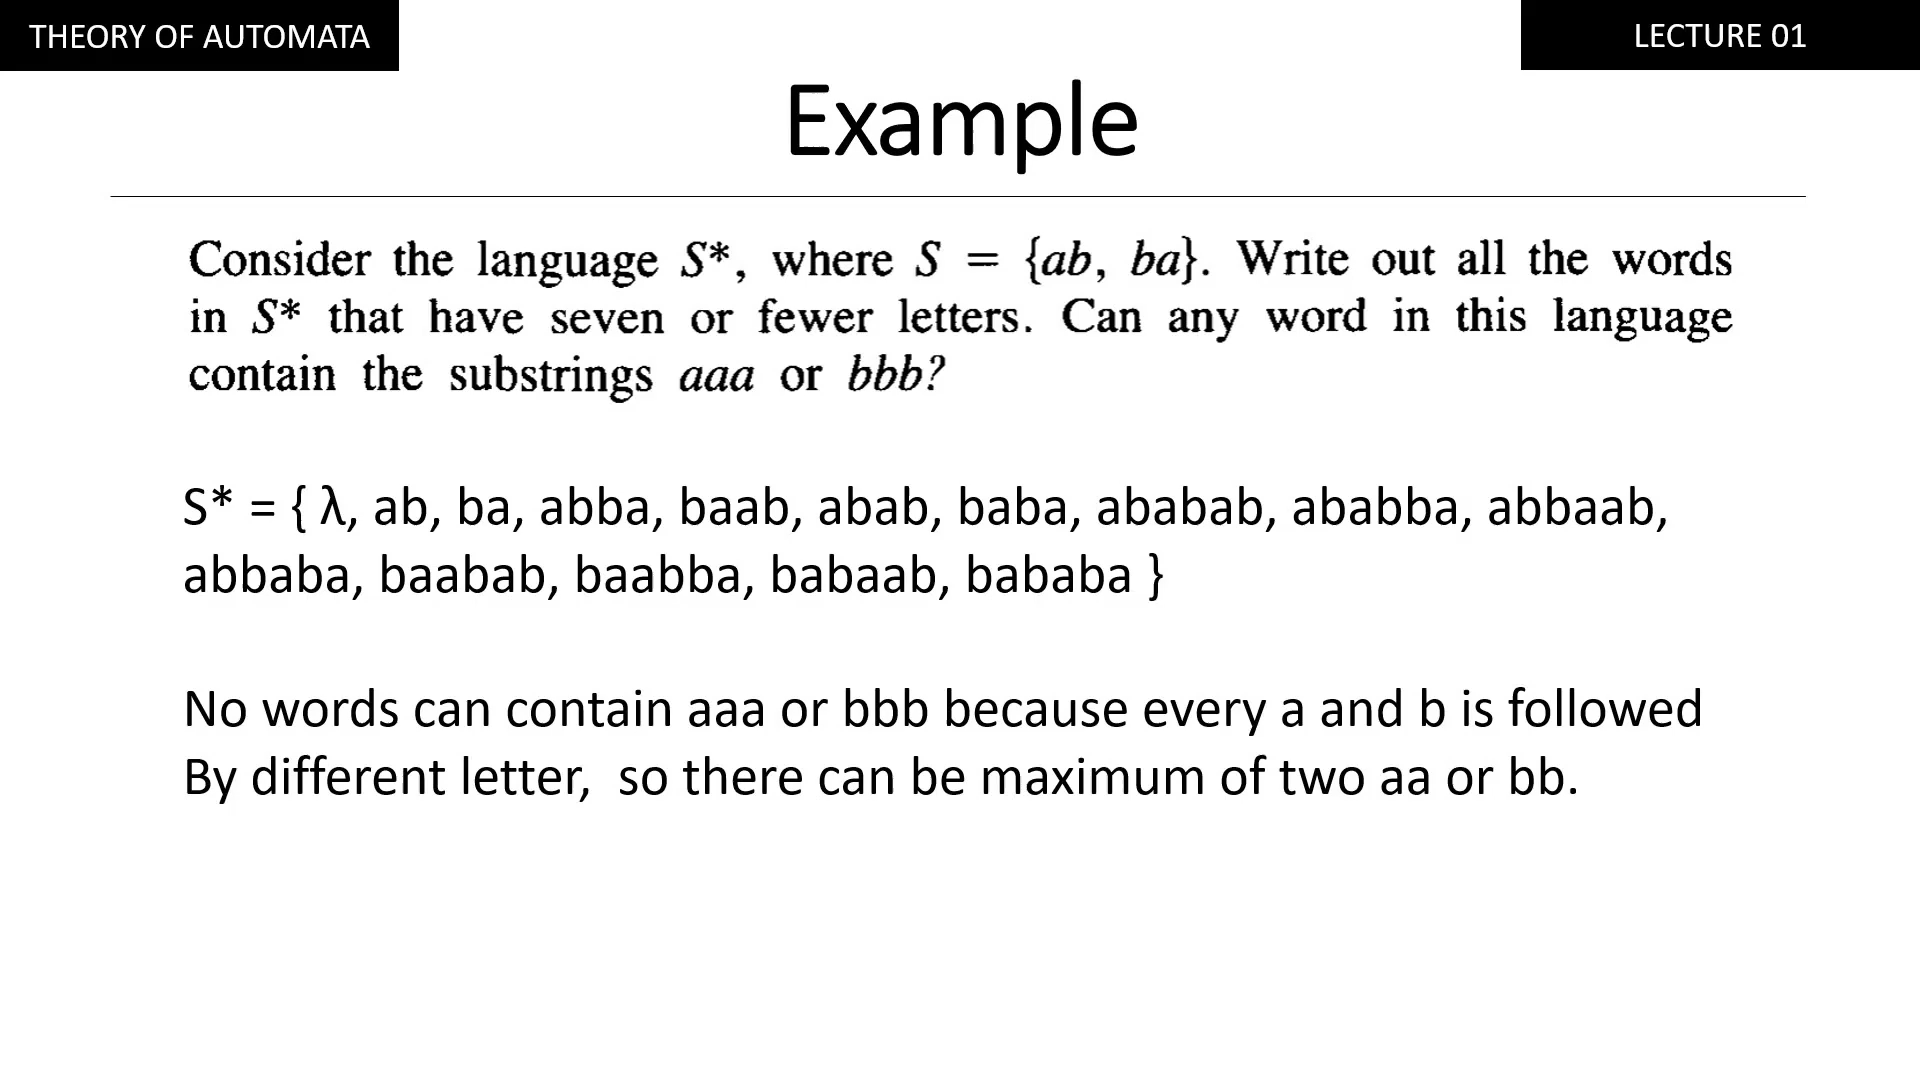 THEORY OF AUTOMATA
LECTURE 01
Example
Consider the language S*, where S = {ab, ba}. Write out all the words
in S* that have seven or fewer letters. Can any word in this language
contain the substrings aaa or bbb?
S* = { λ, ab, ba, abba, baab, abab, baba, ababab, ababba, abbaab,
abbaba, baabab, baabba, babaab, bababa }
No words can contain aaa or bbb because every a and b is followed
By different letter, so there can be maximum of two aa or bb.